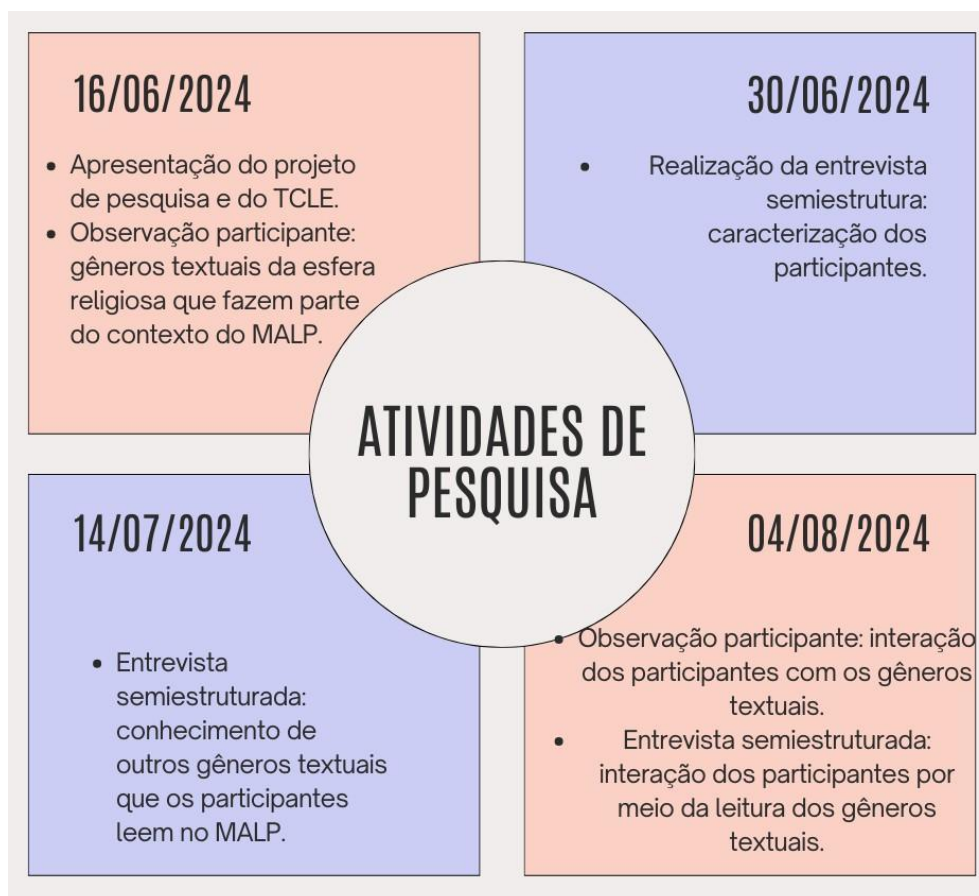 16/06/2024
• Apresentação do projeto
de pesquisa e do TCLE.
• Observação participante:
gêneros textuais da esfera
religiosa que fazem parte
do contexto do MALP.
30/06/2024
• Realização da entrevista
semiestrutura:
caracterização dos
participantes.
ATIVIDADES DE
PESQUISA
14/07/2024
• Entrevista
semiestruturada:
conhecimento de
outros gêneros textuais
que os participantes
leem no MALP.
04/08/2024
• Observação participante: interação
dos participantes com os gêneros
textuais.
• Entrevista semiestruturada:
interação dos participantes por
meio da leitura dos gêneros
textuais.